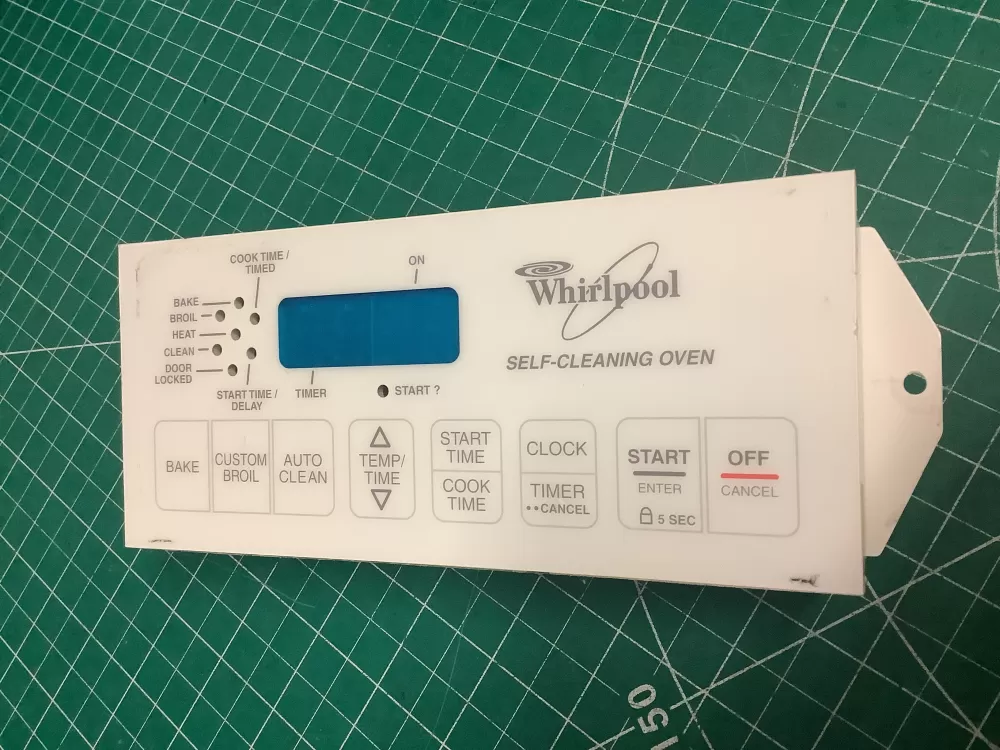 COOK TIME /
TIMED
ON
BAKE
BROIL
HEAT
CLEAN
DOOR
LOCKED
START TIME /
DELAY
TIMER
START ?
Whirlpool
SELF-CLEANING OVEN
BAKE
CUSTOM
BROIL
AUTO
CLEAN
TEMP/
TIME
START
TIME
COOK
TIME
CLOCK
TIMER
••CANCEL
START
ENTER
5 SEC
OFF
CANCEL
50